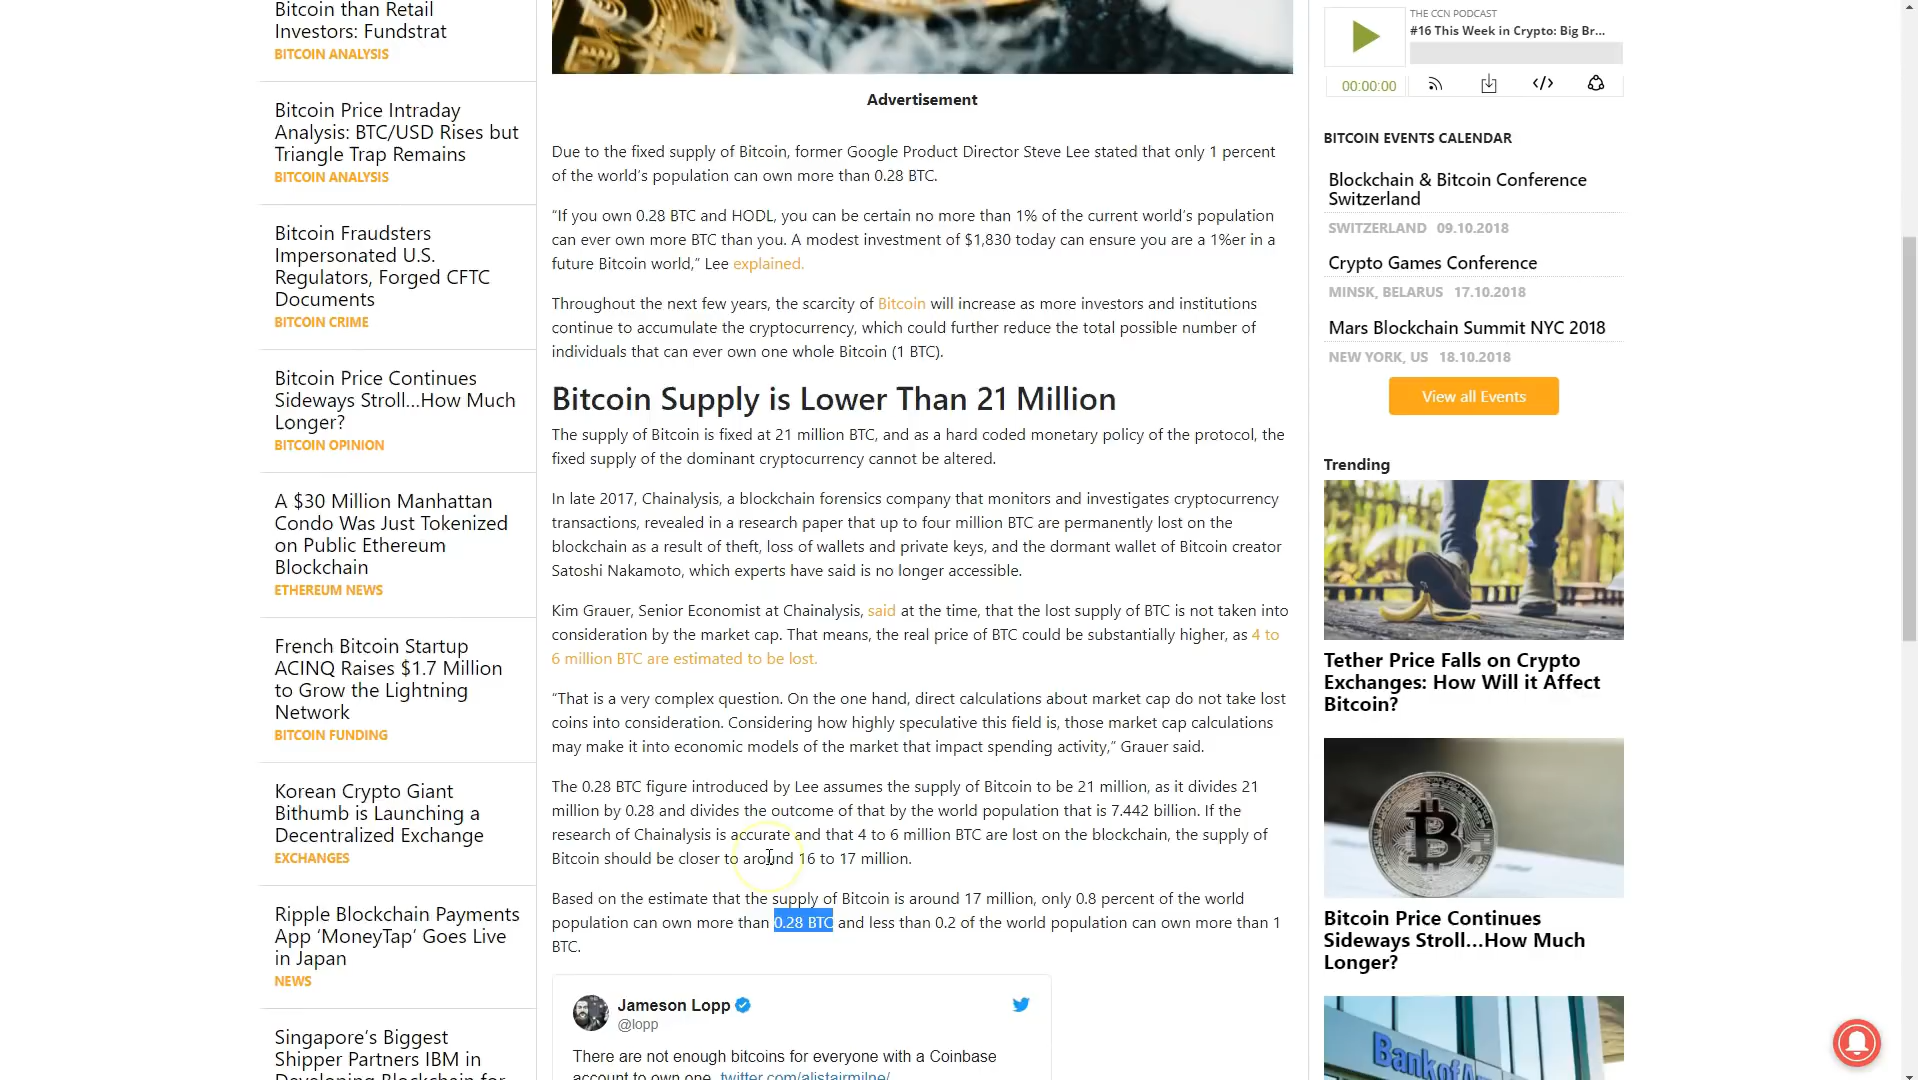 Bitcoin than Retail
Investors: Fundstrat
BITCOIN ANALYSIS
Bitcoin Price Intraday
Analysis: BTC/USD Rises but
Triangle Trap Remains
BITCOIN ANALYSIS
Bitcoin Fraudsters
Impersonated U.S.
Regulators, Forged CFTC
Documents
BITCOIN CRIME
Bitcoin Price Continues
Sideways Stroll…How Much
Longer?
BITCOIN OPINION
A $30 Million Manhattan
Condo Was Just Tokenized
on Public Ethereum
Blockchain
ETHEREUM NEWS
French Bitcoin Startup
ACINQ Raises $1.7 Million
to Grow the Lightning
Network
BITCOIN FUNDING
Korean Crypto Giant
Bithumb is Launching a
Decentralized Exchange
EXCHANGES
Ripple Blockchain Payments
App ‘MoneyTap’ Goes Live
in Japan
NEWS
Singapore’s Biggest
Shipper Partners IBM in
Developing Blockchain for
Advertisement
Due to the fixed supply of Bitcoin, former Google Product Director Steve Lee stated that only 1 percent
of the world’s population can own more than 0.28 BTC.
“If you own 0.28 BTC and HODL, you can be certain no more than 1% of the current world’s population
can ever own more BTC than you. A modest investment of $1,830 today can ensure you are a 1%er in a
future Bitcoin world,” Lee explained.
Throughout the next few years, the scarcity of Bitcoin will increase as more investors and institutions
continue to accumulate the cryptocurrency, which could further reduce the total possible number of
individuals that can ever own one whole Bitcoin (1 BTC).
Bitcoin Supply is Lower Than 21 Million
The supply of Bitcoin is fixed at 21 million BTC, and as a hard coded monetary policy of the protocol, the
fixed supply of the dominant cryptocurrency cannot be altered.
In late 2017, Chainalysis, a blockchain forensics company that monitors and investigates cryptocurrency
transactions, revealed in a research paper that up to four million BTC are permanently lost on the
blockchain as a result of theft, loss of wallets and private keys, and the dormant wallet of Bitcoin creator
Satoshi Nakamoto, which experts have said is no longer accessible.
Kim Grauer, Senior Economist at Chainalysis, said at the time, that the lost supply of BTC is not taken into
consideration by the market cap. That means, the real price of BTC could be substantially higher, as 4 to
6 million BTC are estimated to be lost.
“That is a very complex question. On the one hand, direct calculations about market cap do not take lost
coins into consideration. Considering how highly speculative this field is, those market cap calculations
may make it into economic models of the market that impact spending activity,” Grauer said.
The 0.28 BTC figure introduced by Lee assumes the supply of Bitcoin to be 21 million, as it divides 21
million by 0.28 and divides the outcome of that by the world population that is 7.442 billion. If the
research of Chainalysis is accurate and that 4 to 6 million BTC are lost on the blockchain, the supply of
Bitcoin should be closer to around 16 to 17 million.
Based on the estimate that the supply of Bitcoin is around 17 million, only 0.8 percent of the world
population can own more than 0.28 BTC and less than 0.2 of the world population can own more than 1
BTC.
Jameson Lopp
@lopp
There are not enough bitcoins for everyone with a Coinbase
account to own one. twitter.com/alistairmilne/
THE CCN PODCAST
#16 This Week in Crypto: Big Br...
00:00:00
BITCOIN EVENTS CALENDAR
Blockchain & Bitcoin Conference
Switzerland
SWITZERLAND 09.10.2018
Crypto Games Conference
MINSK, BELARUS 17.10.2018
Mars Blockchain Summit NYC 2018
NEW YORK, US 18.10.2018
View all Events
Trending
Tether Price Falls on Crypto
Exchanges: How Will it Affect
Bitcoin?
Bitcoin Price Continues
Sideways Stroll…How Much
Longer?
Bank of A